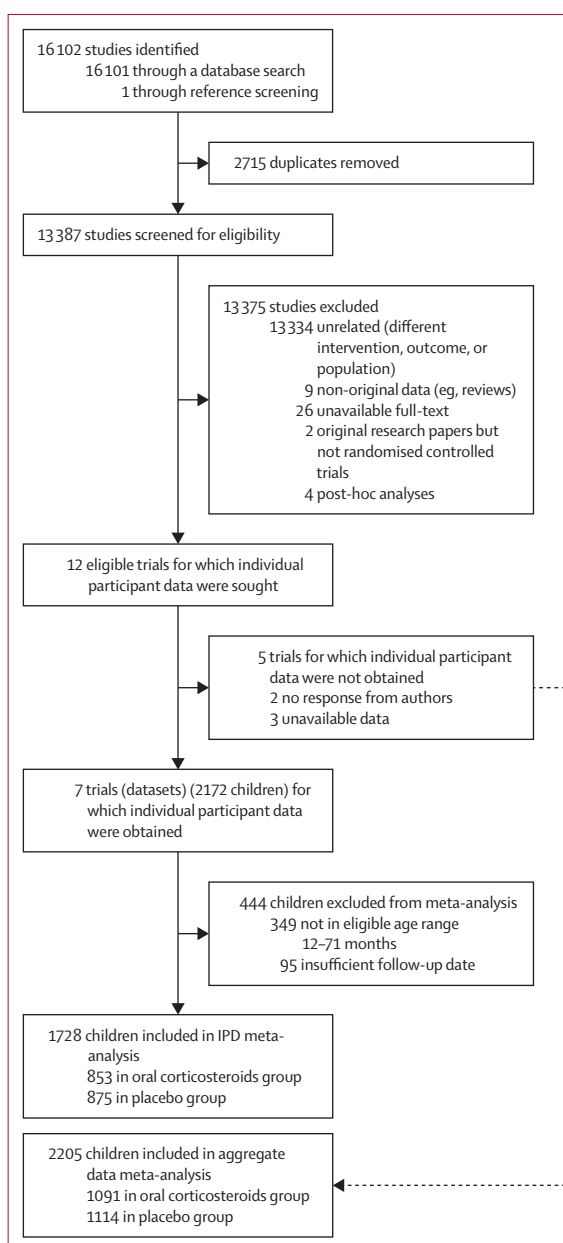 16 102 studies identified
16 101 through a database search
1 through reference screening
2715 duplicates removed
13 387 studies screened for eligibility
13 375 studies excluded
13 334 unrelated (different
intervention, outcome, or
population)
9 non-original data (eg, reviews)
26 unavailable full-text
2 original research papers but
not randomised controlled
trials
4 post-hoc analyses
12 eligible trials for which individual
participant data were sought
5 trials for which individual participant
data were not obtained
2 no response from authors
3 unavailable data
7 trials (datasets) (2172 children) for
which individual participant data
were obtained
444 children excluded from meta-analysis
349 not in eligible age range
12–71 months
95 insufficient follow-up date
1728 children included in IPD meta-
analysis
853 in oral corticosteroids group
875 in placebo group
2205 children included in aggregate
data meta-analysis
1091 in oral corticosteroids group
1114 in placebo group